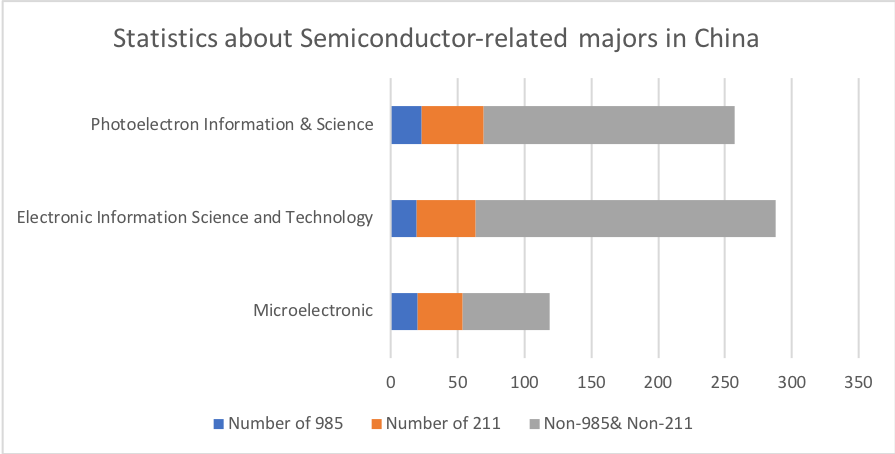 Statistics about Semiconductor-related majors in China
Photoelectron Information & Science
Electronic Information Science and Technology
Microelectronic
0 50 100 150 200 250 300 350
Number of 985 Number of 211 Non-985& Non-211